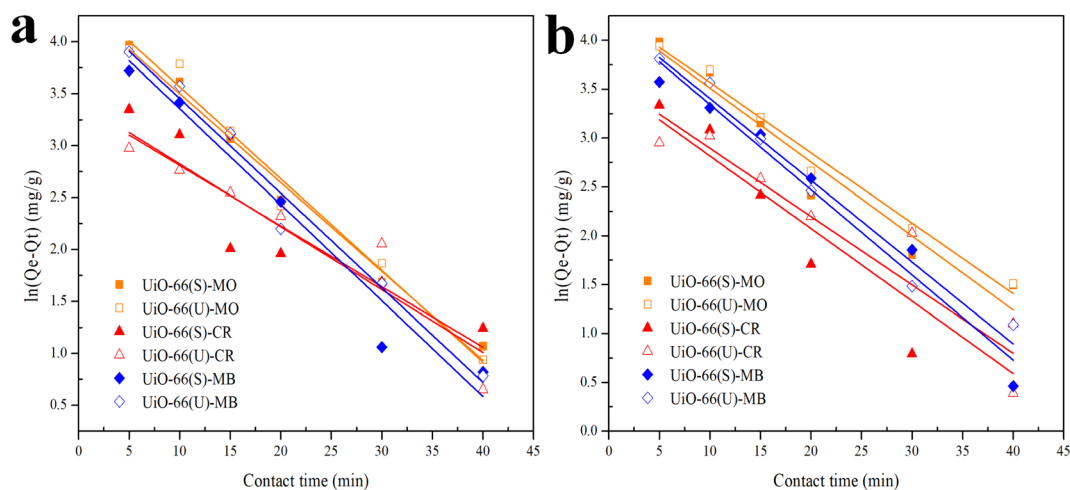 a
ln(Qe-Qt) (mg/g)
4.0
3.5
3.0
2.5
2.0
1.5
1.0
0.5
UiO-66(S)-MO
UiO-66(U)-MO
UiO-66(S)-CR
UiO-66(U)-CR
UiO-66(S)-MB
UiO-66(U)-MB
0 5 10 15 20 25 30 35 40 45
Contact time (min)
b
ln(Qe-Qt) (mg/g)
4.0
3.5
3.0
2.5
2.0
1.5
1.0
0.5
0.0
UiO-66(S)-MO
UiO-66(U)-MO
UiO-66(S)-CR
UiO-66(U)-CR
UiO-66(S)-MB
UiO-66(U)-MB
0 5 10 15 20 25 30 35 40 45
Contact time (min)